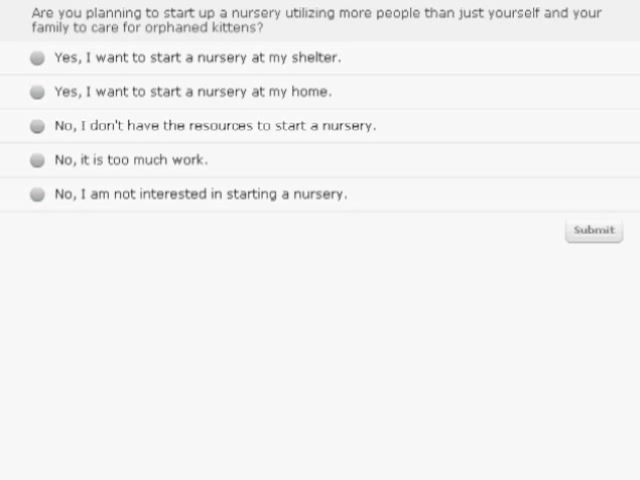 Are you planning to start up a nursery utilizing more people than just yourself and your
family to care for orphaned kittens?
Yes, I want to start a nursery at my shelter.
Yes, I want to start a nursery at my home.
No, I don't have the resources to start a nursery.
No, it is too much work.
No, I am not interested in starting a nursery.
Submit